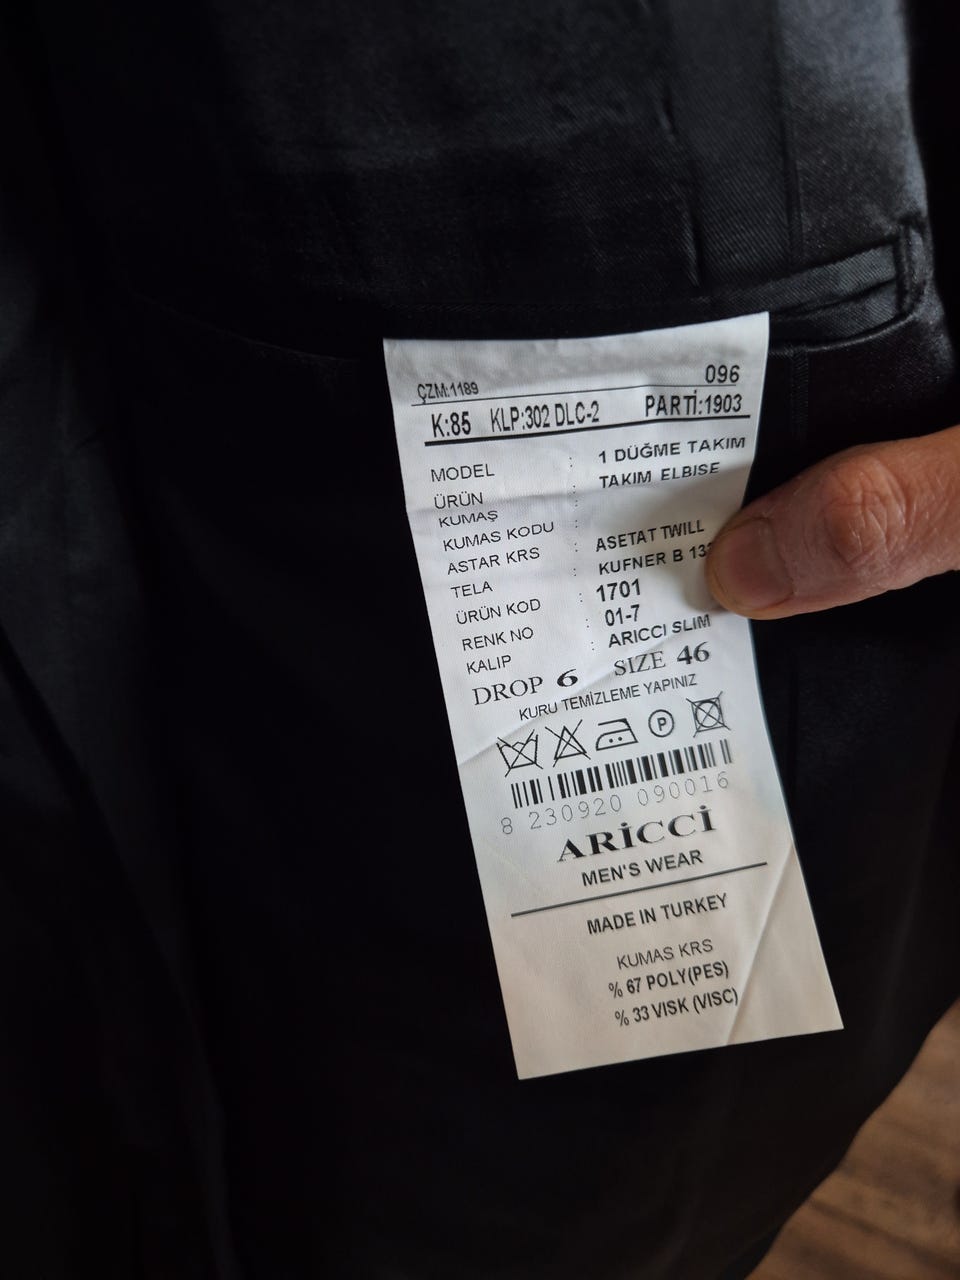 096
ÇZM:1189
K:85 KLP:302 DLC-2 PARTİ:1903
MODEL : 1 DÜĞME TAKIM
ÜRÜN : TAKIM ELBISE
KUMAŞ :
KUMAS KODU :
ASTAR KRS : ASETAT TWILL
TELA : KUFNER B
ÜRÜN KOD : 1701
RENK NO : 01-7
KALIP : ARICCI SLIM
DROP 6 SIZE 46
KURU TEMİZLEME YAPINIZ
P
8 230920 090016
ARİCCİ
MEN'S WEAR
MADE IN TURKEY
KUMAS KRS
% 67 POLY(PES)
% 33 VISK (VISC)